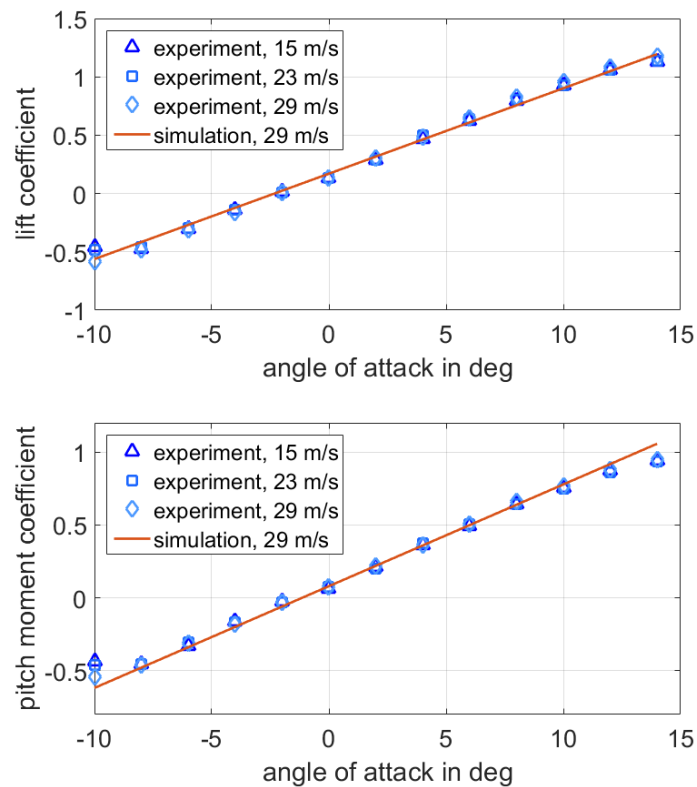 1.5
1
0.5
0
-0.5
-1
lift coefficient
experiment, 15 m/s
experiment, 23 m/s
experiment, 29 m/s
simulation, 29 m/s
-10 -5 0 5 10 15
angle of attack in deg
1
0.5
0
-0.5
pitch moment coefficient
experiment, 15 m/s
experiment, 23 m/s
experiment, 29 m/s
simulation, 29 m/s
-10 -5 0 5 10 15
angle of attack in deg